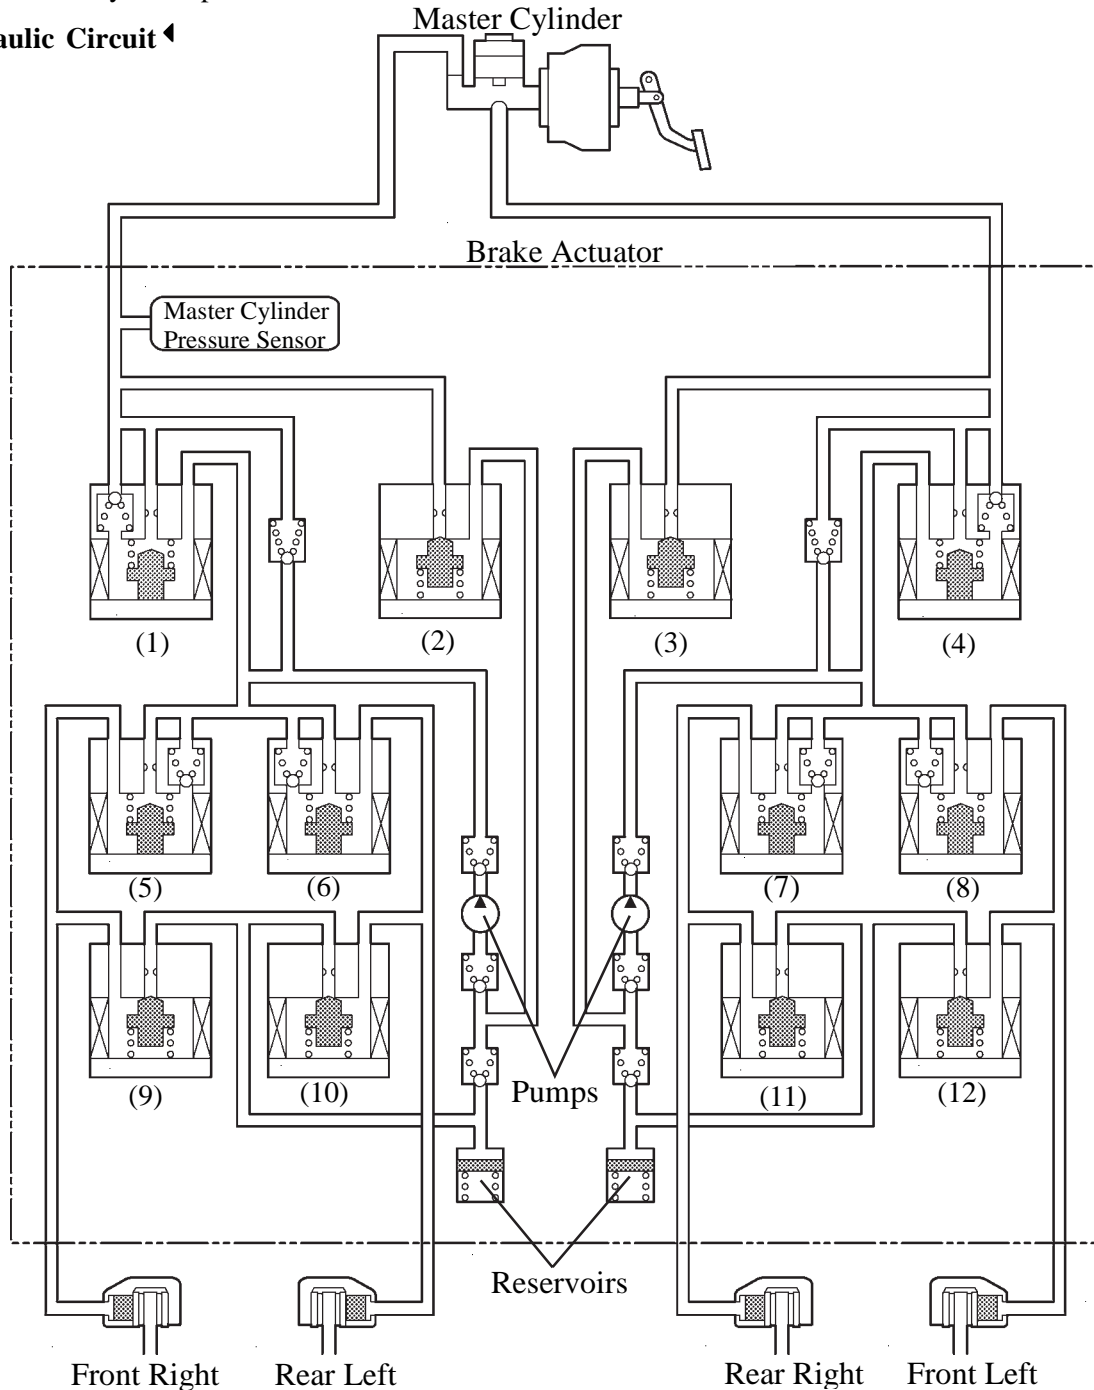 Master Cylinder
aulic Circuit
Brake Actuator
Master Cylinder
Pressure Sensor
(1)
(2)
(3)
(4)
(5)
(6)
(7)
(8)
(9)
(10)
Pumps
(11)
(12)
Reservoirs
Front Right
Rear Left
Rear Right
Front Left